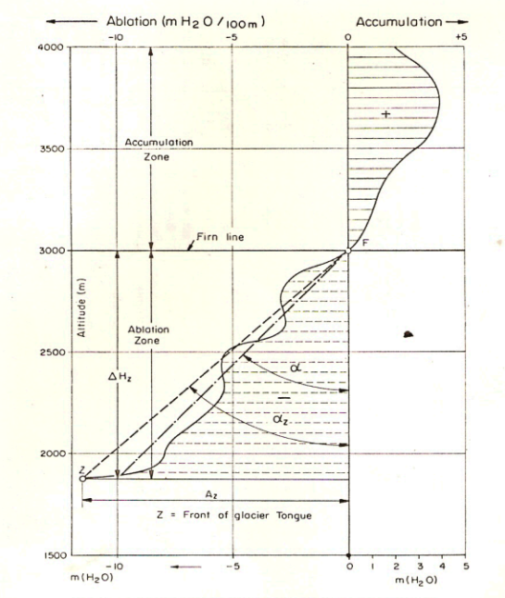 Ablation (m H₂O / 100m)
Accumulation
-10
-5
0
+5
4000
+
Accumulation
Zone
3500
Firn line
F
3000
Altitude (m)
Ablation
Zone
2500
α
ΔHz
−
αz
2000
Z
Az
Z = Front of glacier Tongue
1500
-10
-5
0 1 2 3 4 5
m(H₂O)
m(H₂O)